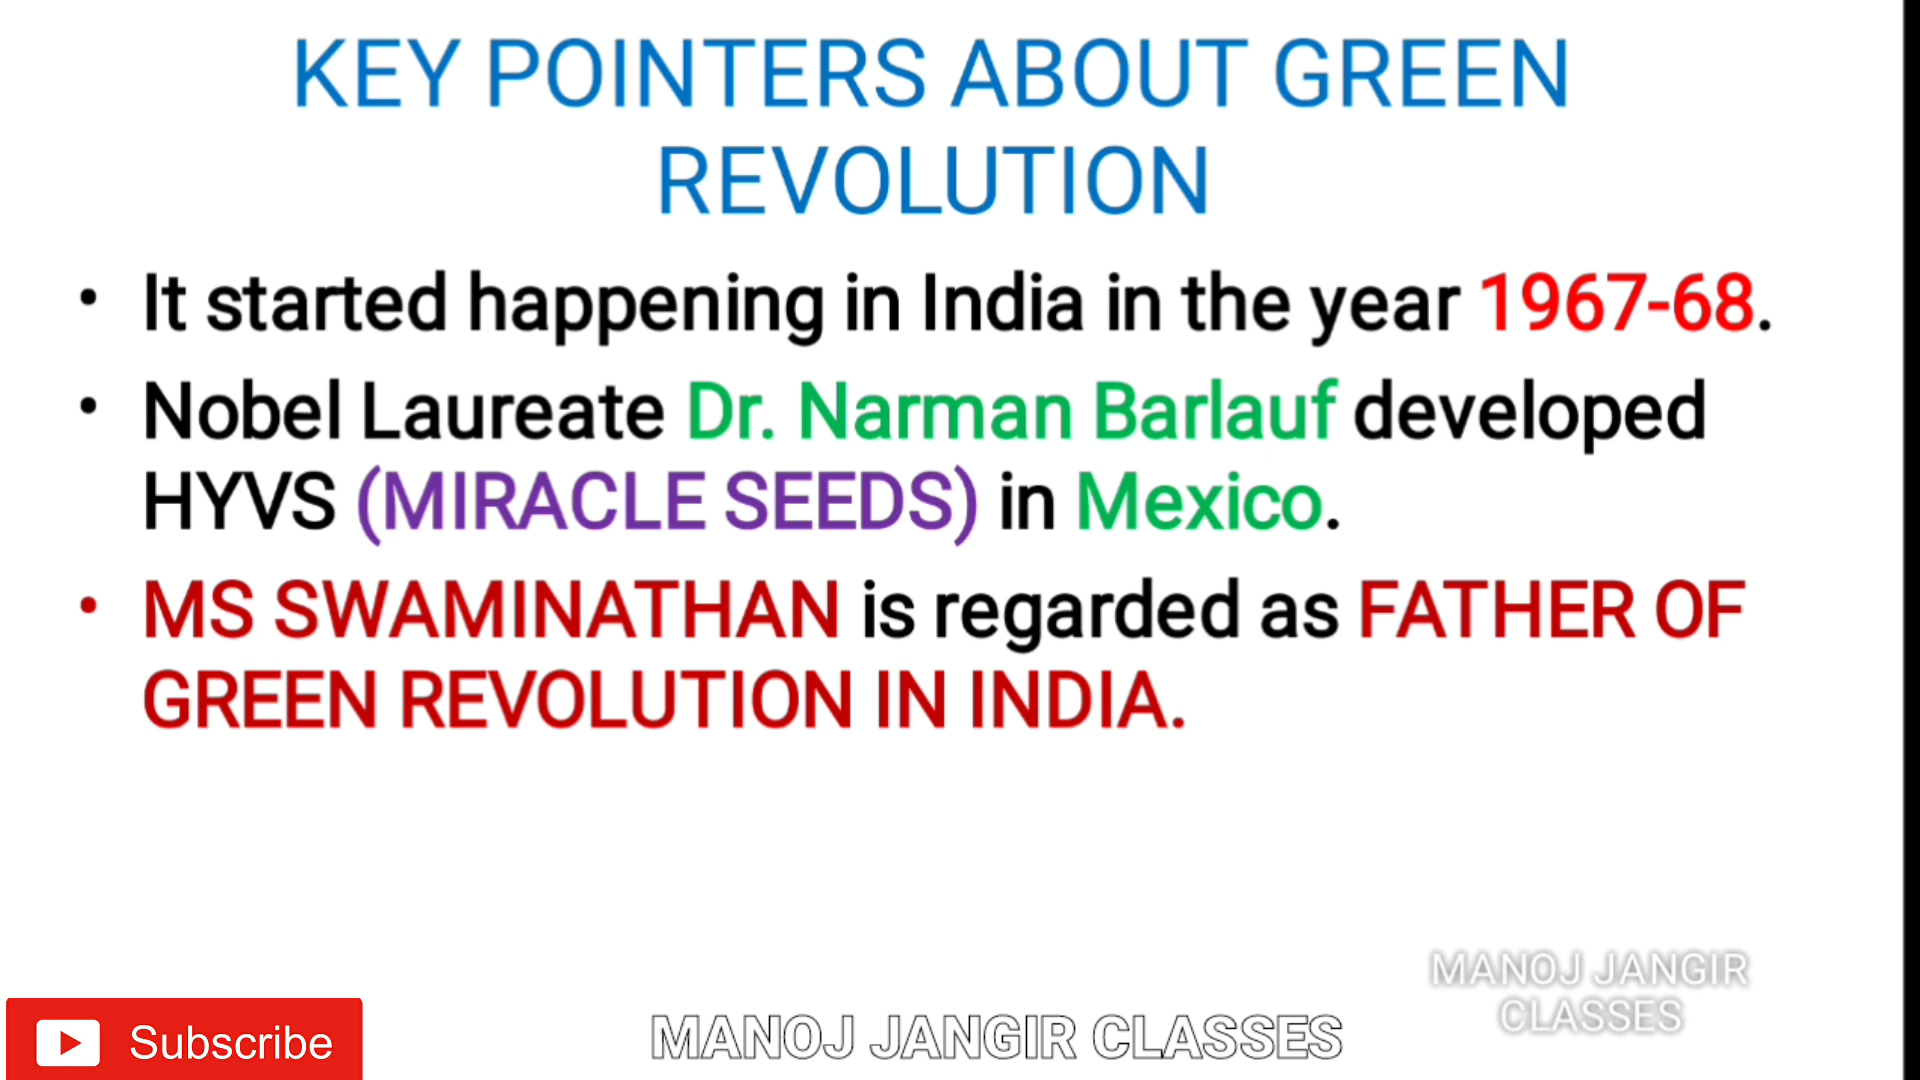 KEY POINTERS ABOUT GREEN
REVOLUTION
• It started happening in India in the year 1967-68.
• Nobel Laureate Dr. Narman Barlauf developed
HYVS (MIRACLE SEEDS) in Mexico.
• MS SWAMINATHAN is regarded as FATHER OF
GREEN REVOLUTION IN INDIA.
MANOJ JANGIR
CLASSES
Subscribe
MANOJ JANGIR CLASSES